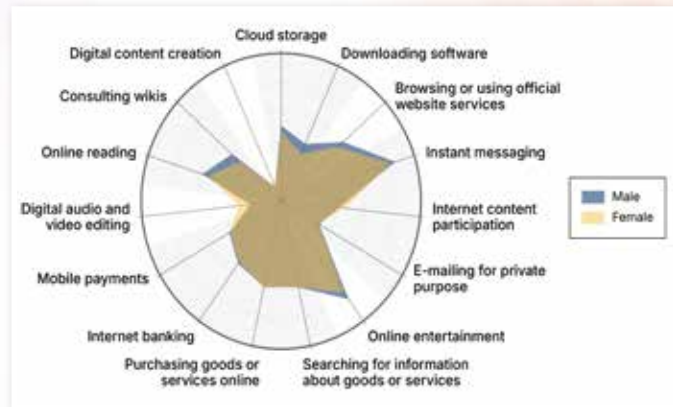 Cloud storage
Digital content creation
Downloading software
Consulting wikis
Browsing or using official
website services
Online reading
Instant messaging
Digital audio and
video editing
Internet content
participation
Male
Female
Mobile payments
E-mailing for private
purpose
Internet banking
Online entertainment
Purchasing goods or
services online
Searching for information
about goods or services